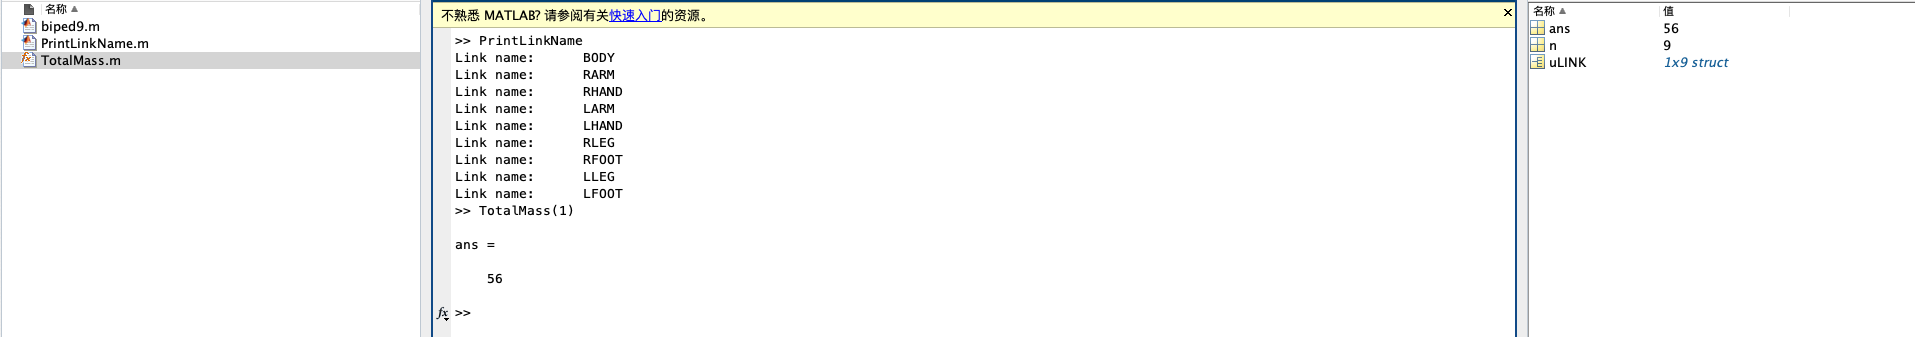 名称
biped9.m
PrintLinkName.m
TotalMass.m
不熟悉 MATLAB? 请参阅有关快速入门的资源。
>> PrintLinkName
Link name: BODY
Link name: RARM
Link name: RHAND
Link name: LARM
Link name: LHAND
Link name: RLEG
Link name: RFOOT
Link name: LLEG
Link name: LFOOT
>> TotalMass(1)
ans =
56
fx >>
名称 值
ans 56
n 9
uLINK 1x9 struct